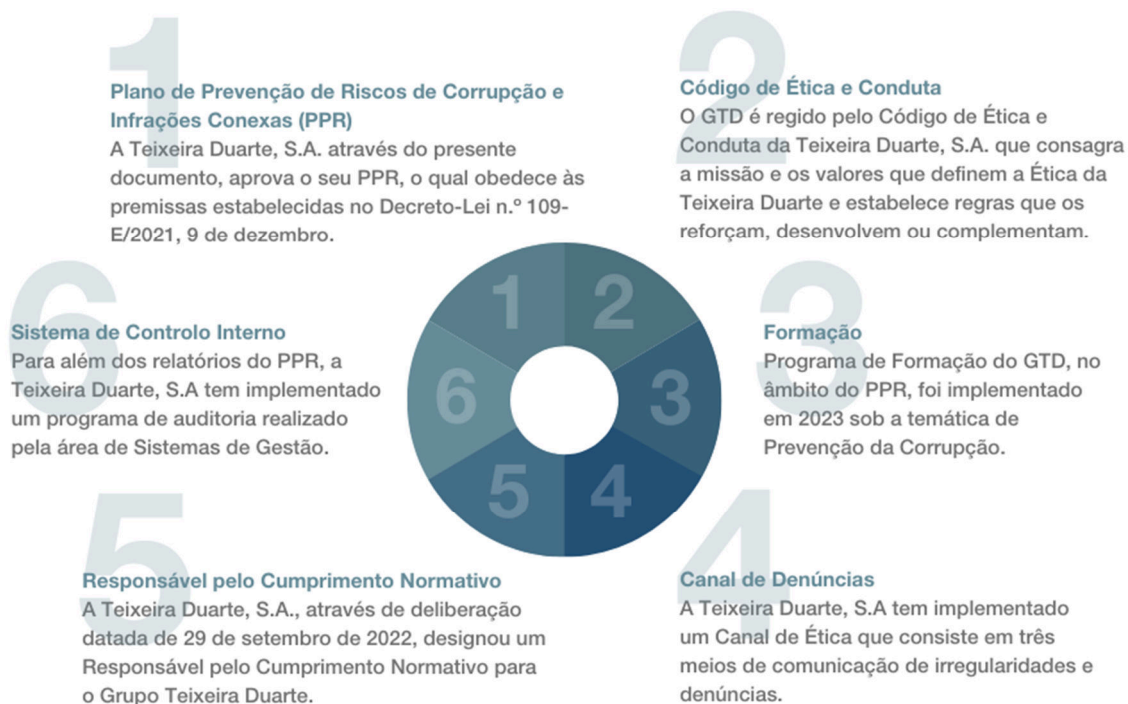 1
Plano de Prevenção de Riscos de Corrupção e
Infrações Conexas (PPR)
A Teixeira Duarte, S.A. através do presente
documento, aprova o seu PPR, o qual obedece às
premissas estabelecidas no Decreto-Lei n.º 109-
E/2021, 9 de dezembro.
2
Código de Ética e Conduta
O GTD é regido pelo Código de Ética e
Conduta da Teixeira Duarte, S.A. que consagra
a missão e os valores que definem a Ética da
Teixeira Duarte e estabelece regras que os
reforçam, desenvolvem ou complementam.
3
Formação
Programa de Formação do GTD, no
âmbito do PPR, foi implementado
em 2023 sob a temática de
Prevenção da Corrupção.
4
Canal de Denúncias
A Teixeira Duarte, S.A tem implementado
um Canal de Ética que consiste em três
meios de comunicação de irregularidades e
denúncias.
5
Responsável pelo Cumprimento Normativo
A Teixeira Duarte, S.A., através de deliberação
datada de 29 de setembro de 2022, designou um
Responsável pelo Cumprimento Normativo para
o Grupo Teixeira Duarte.
6
Sistema de Controlo Interno
Para além dos relatórios do PPR, a
Teixeira Duarte, S.A tem implementado
um programa de auditoria realizado
pela área de Sistemas de Gestão.
1
2
3
4
5
6